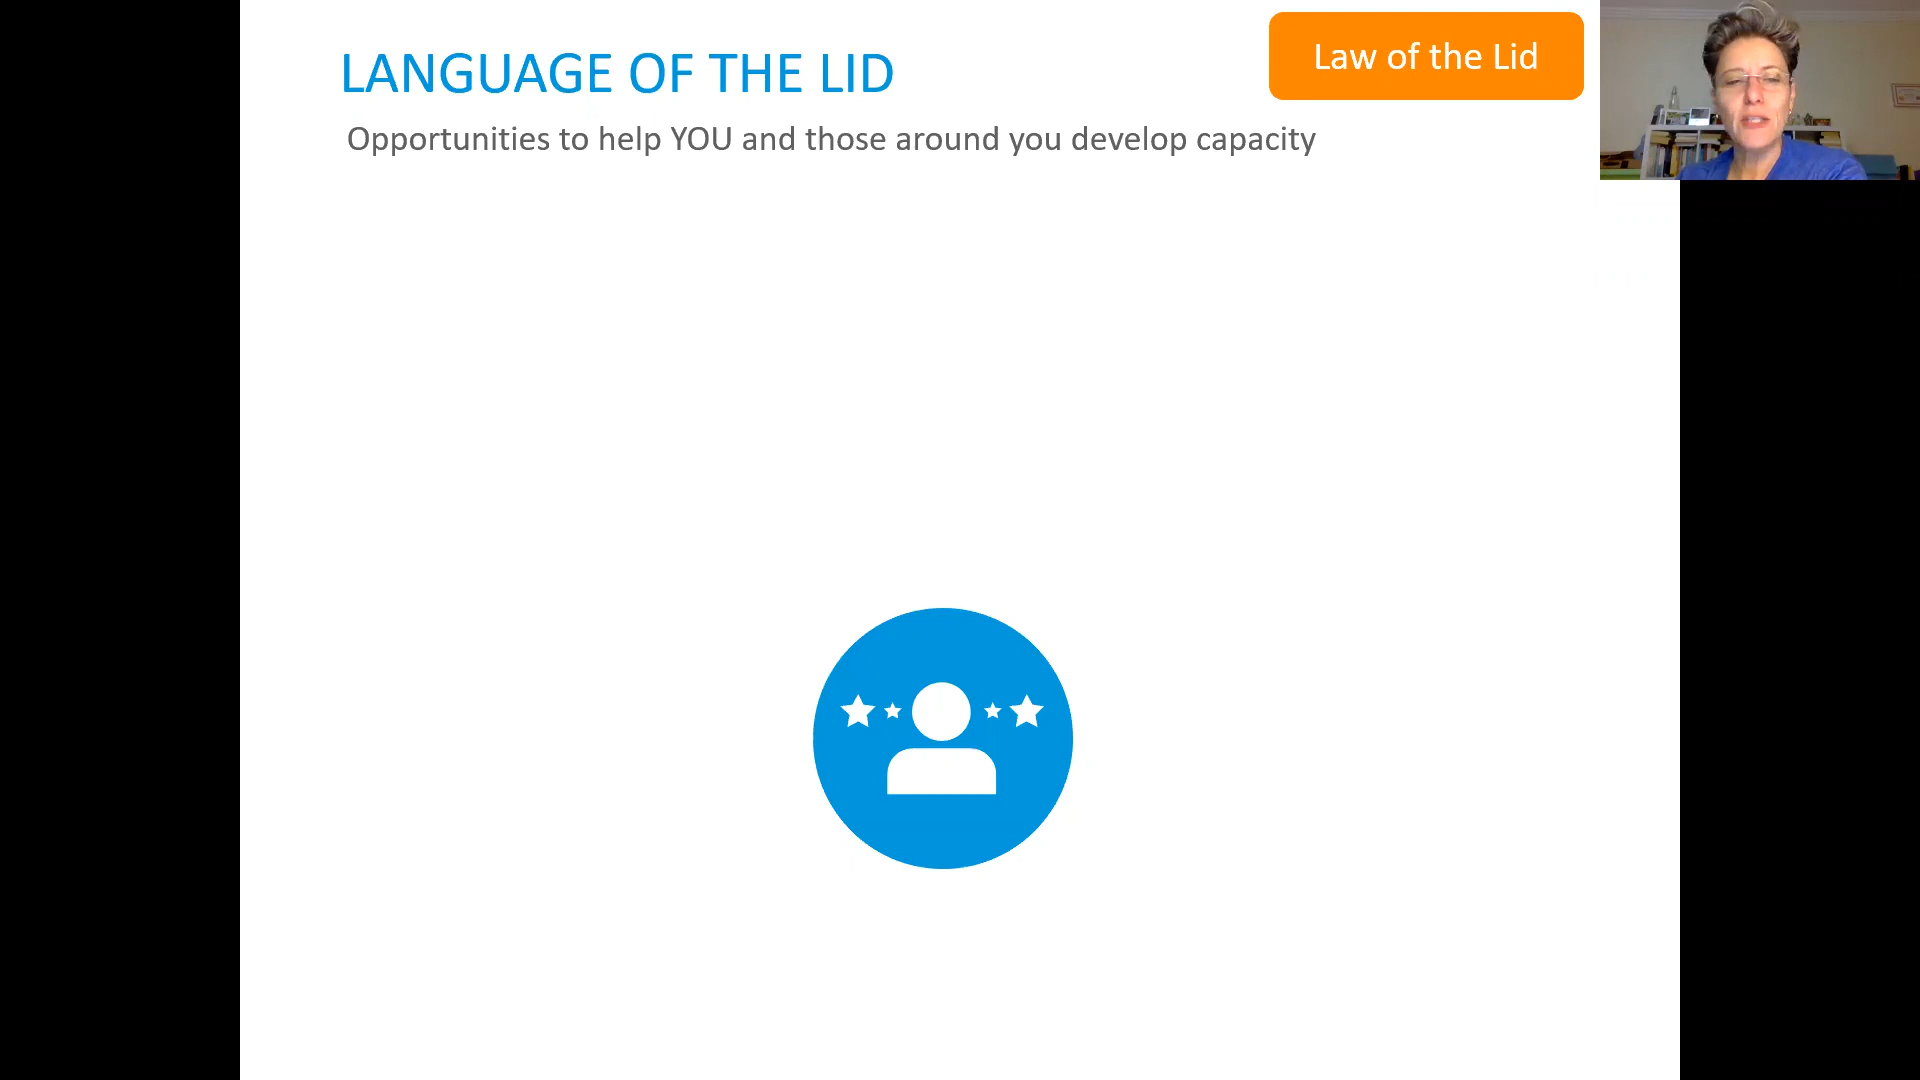 LANGUAGE OF THE LID
Law of the Lid
Opportunities to help YOU and those around you develop capacity